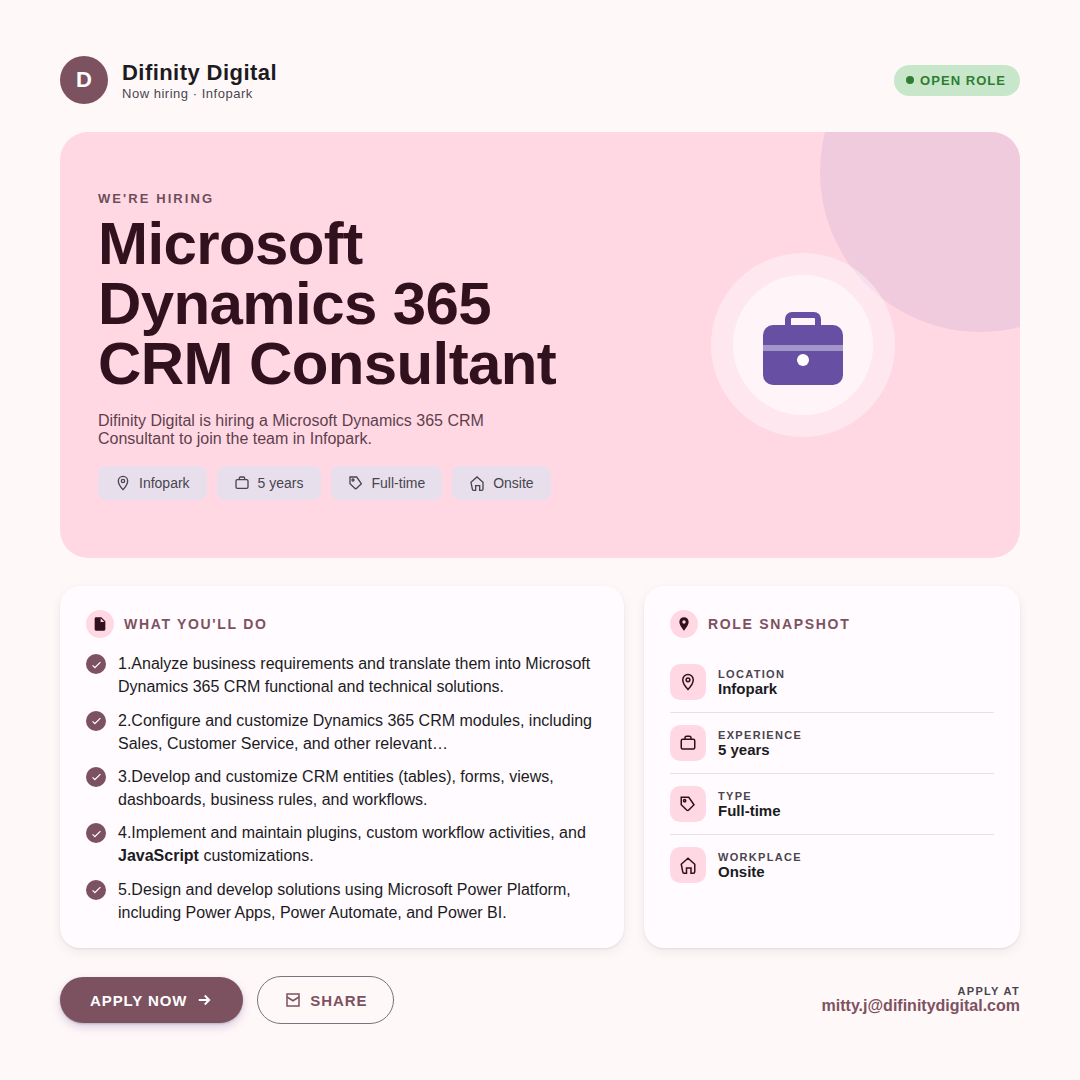 D
Difinity Digital
Now hiring · Infopark
OPEN ROLE
WE'RE HIRING
Microsoft
Dynamics 365
CRM Consultant
Difinity Digital is hiring a Microsoft Dynamics 365 CRM
Consultant to join the team in Infopark.
Infopark
5 years
Full-time
Onsite
WHAT YOU'LL DO
1.Analyze business requirements and translate them into Microsoft
Dynamics 365 CRM functional and technical solutions.
2.Configure and customize Dynamics 365 CRM modules, including
Sales, Customer Service, and other relevant…
3.Develop and customize CRM entities (tables), forms, views,
dashboards, business rules, and workflows.
4.Implement and maintain plugins, custom workflow activities, and
JavaScript customizations.
5.Design and develop solutions using Microsoft Power Platform,
including Power Apps, Power Automate, and Power BI.
ROLE SNAPSHOT
LOCATION
Infopark
EXPERIENCE
5 years
TYPE
Full-time
WORKPLACE
Onsite
APPLY NOW
SHARE
APPLY AT
mitty.j@difinitydigital.com